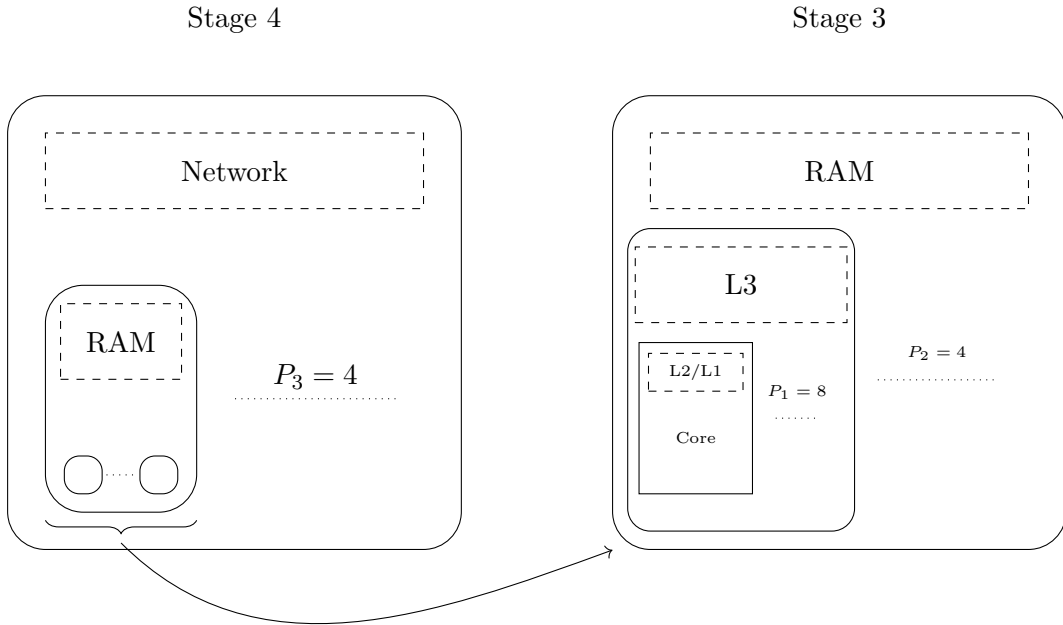 Stage 4
Network
RAM
P₃ = 4
Stage 3
RAM
L3
L2/L1
Core
P₁ = 8
P₂ = 4